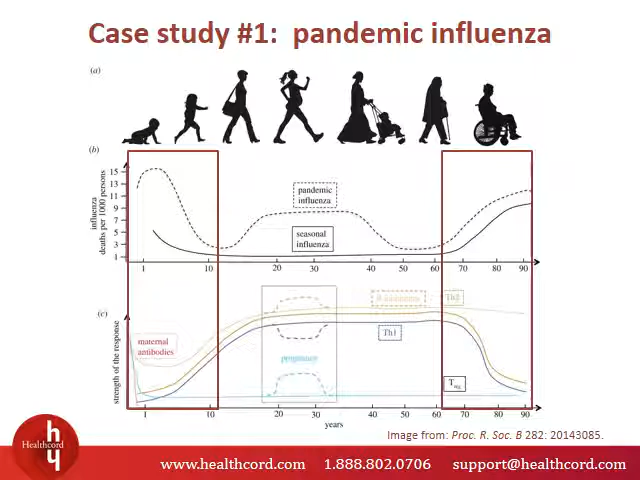 Case study #1: pandemic influenza
(a)
(b)
influenza
deaths per 1000 persons
15
13
11
9
7
5
3
1
pandemic
influenza
seasonal
influenza
1 10 20 30 40 50 60 70 80 90
(c)
strength of the response
maternal
antibodies
Th2
Th1
pregnancy
T
1 10 20 30 40 50 60 70 80 90
years
Image from: Proc. R. Soc. B 282: 20143085.
Healthcord
www.healthcord.com 1.888.802.0706 support@healthcord.com